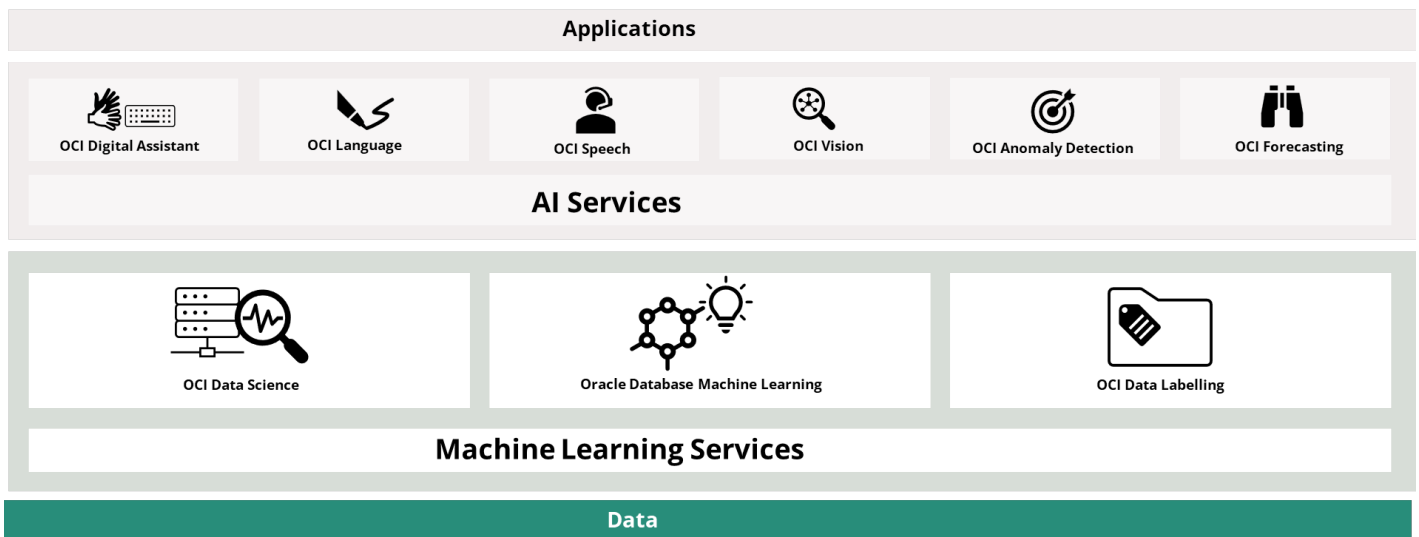 Applications
OCI Digital Assistant
OCI Language
OCI Speech
OCI Vision
OCI Anomaly Detection
OCI Forecasting
AI Services
OCI Data Science
Oracle Database Machine Learning
OCI Data Labelling
Machine Learning Services
Data